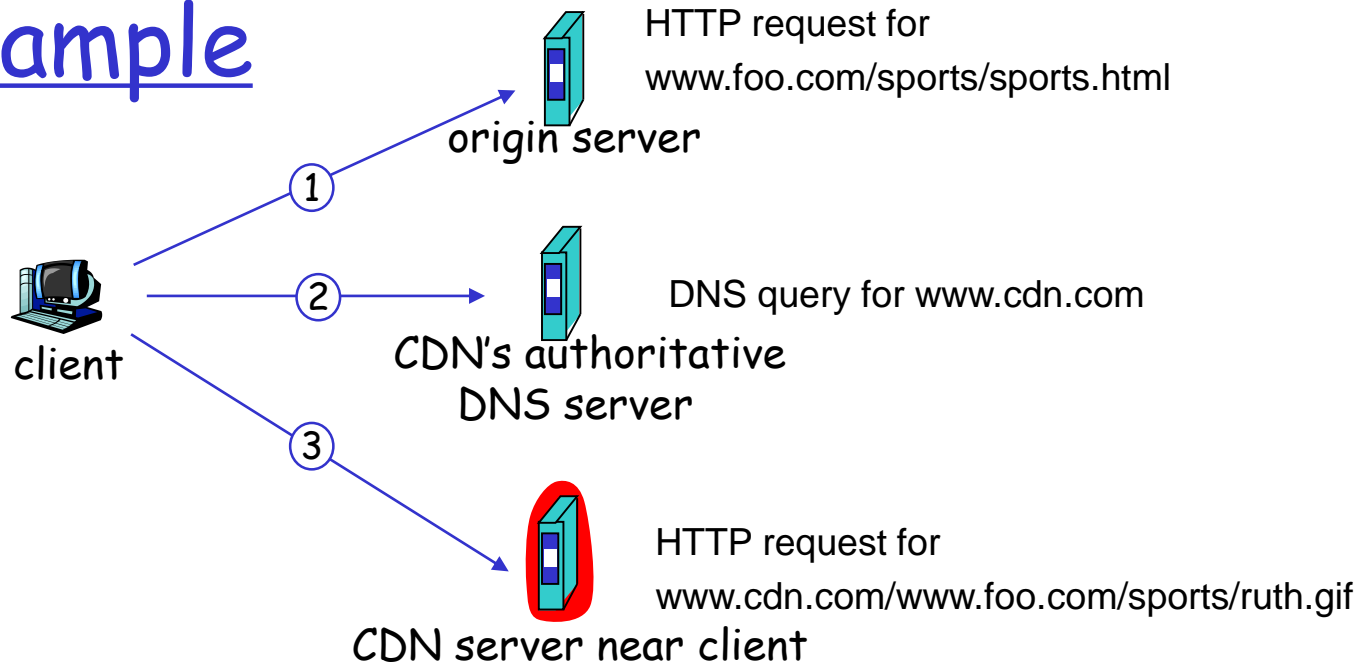 ample
HTTP request for
www.foo.com/sports/sports.html
origin server
1
2
DNS query for www.cdn.com
client
CDN's authoritative
DNS server
3
HTTP request for
www.cdn.com/www.foo.com/sports/ruth.gif
CDN server near client